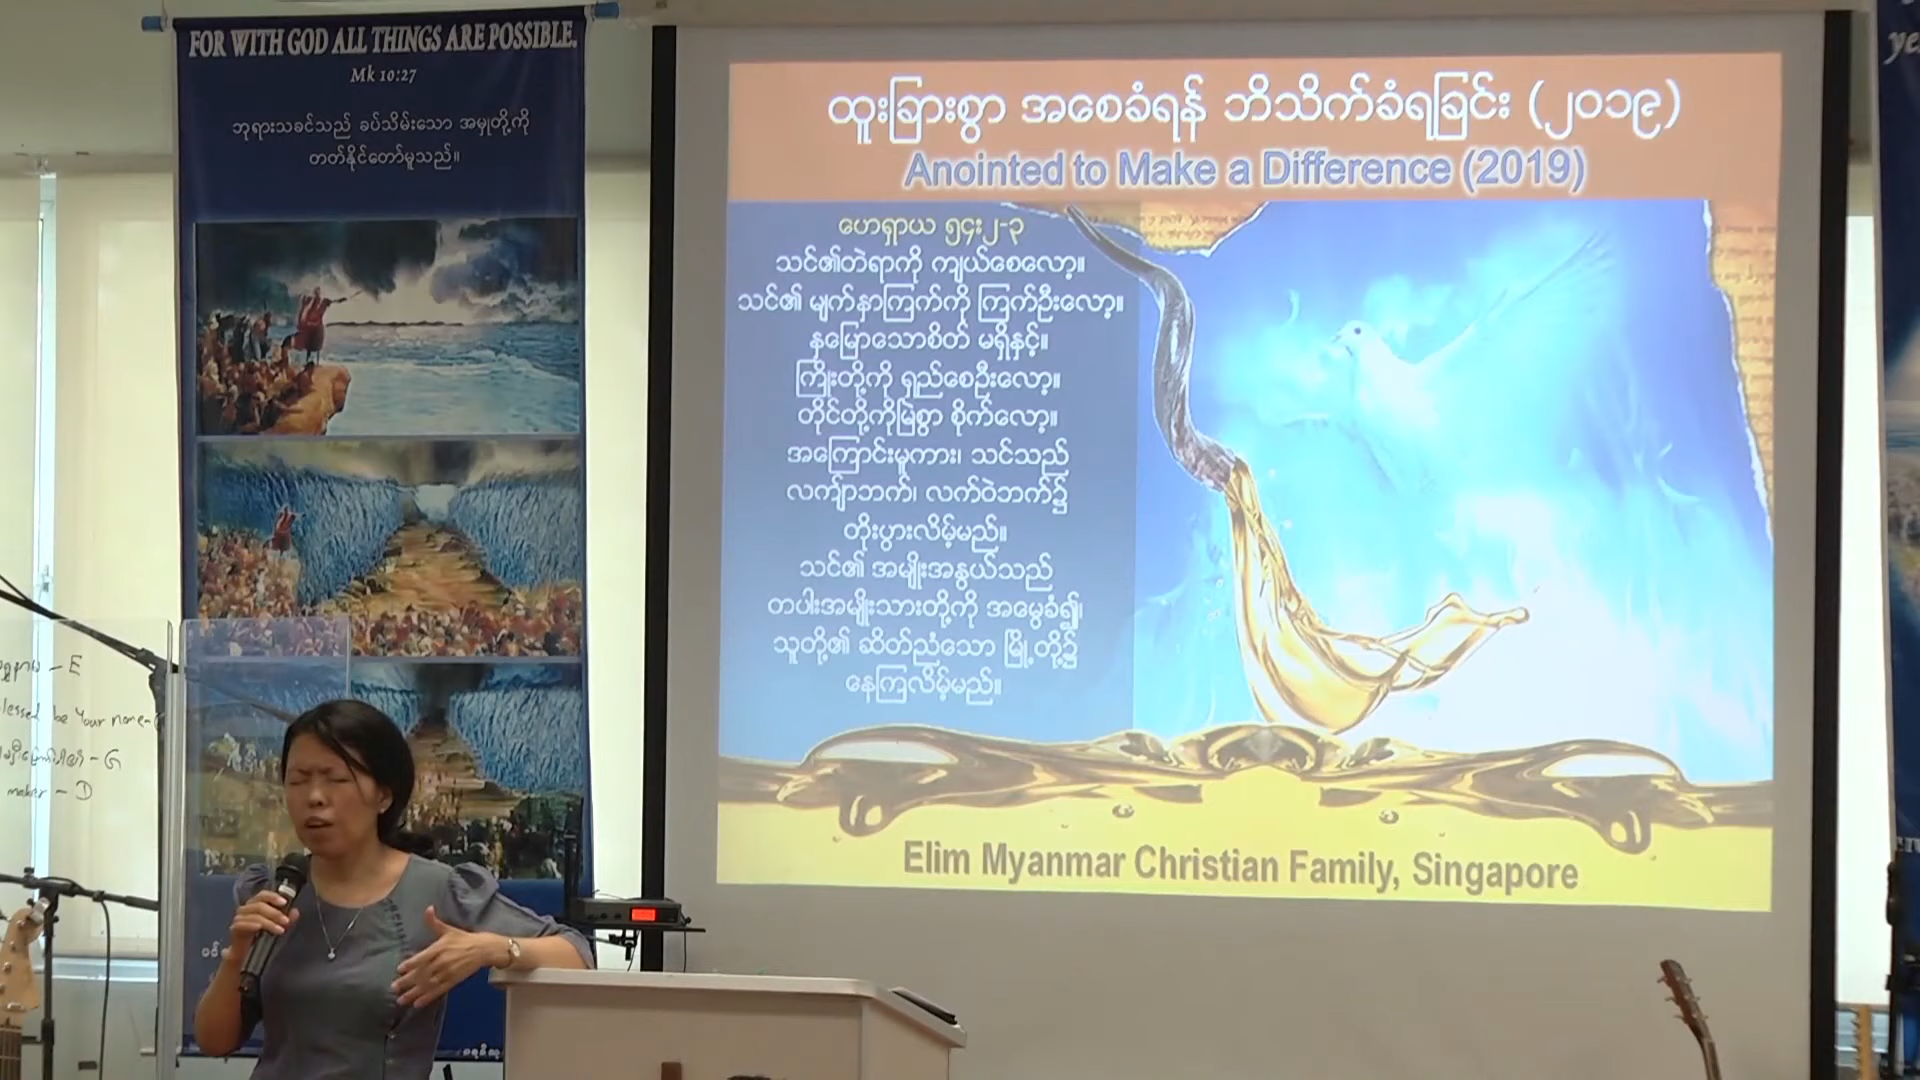 FOR WITH GOD ALL THINGS ARE POSSIBLE.
Mk 10:27
ဘုရားသခင်သည် ခပ်သိမ်းသော အမှုတို့ကို
တတ်နိုင်တော်မူသည်။
ထူးခြားစွာ အစေခံရန် ဘိသိက်ခံရခြင်း (၂၀၁၉)
Anointed to Make a Difference (2019)
ဟေရှာယ ၅၄း၂-၃
သင်၏တဲရာကို ကျယ်စေလော့။
သင်၏ မျက်နှာကြက်ကို ကြက်ဦးလော့။
နှမြောသောစိတ် မရှိနှင့်။
ကြိုးတို့ကို ရှည်စေဦးလော့။
တိုင်တို့ကိုမြဲစွာ စိုက်လော့။
အကြောင်းမူကား၊ သင်သည်
လက်ျာဘက်၊ လက်ဝဲဘက်၌
တိုးပွားလိမ့်မည်။
သင်၏ အမျိုးအနွယ်သည်
တပါးအမျိုးသားတို့ကို အမွေခံ၍၊
သူတို့၏ ဆိတ်ညံသော မြို့တို့၌
နေကြလိမ့်မည်။
Elim Myanmar Christian Family, Singapore
– E
lessed be Your name-
– G
maker – D